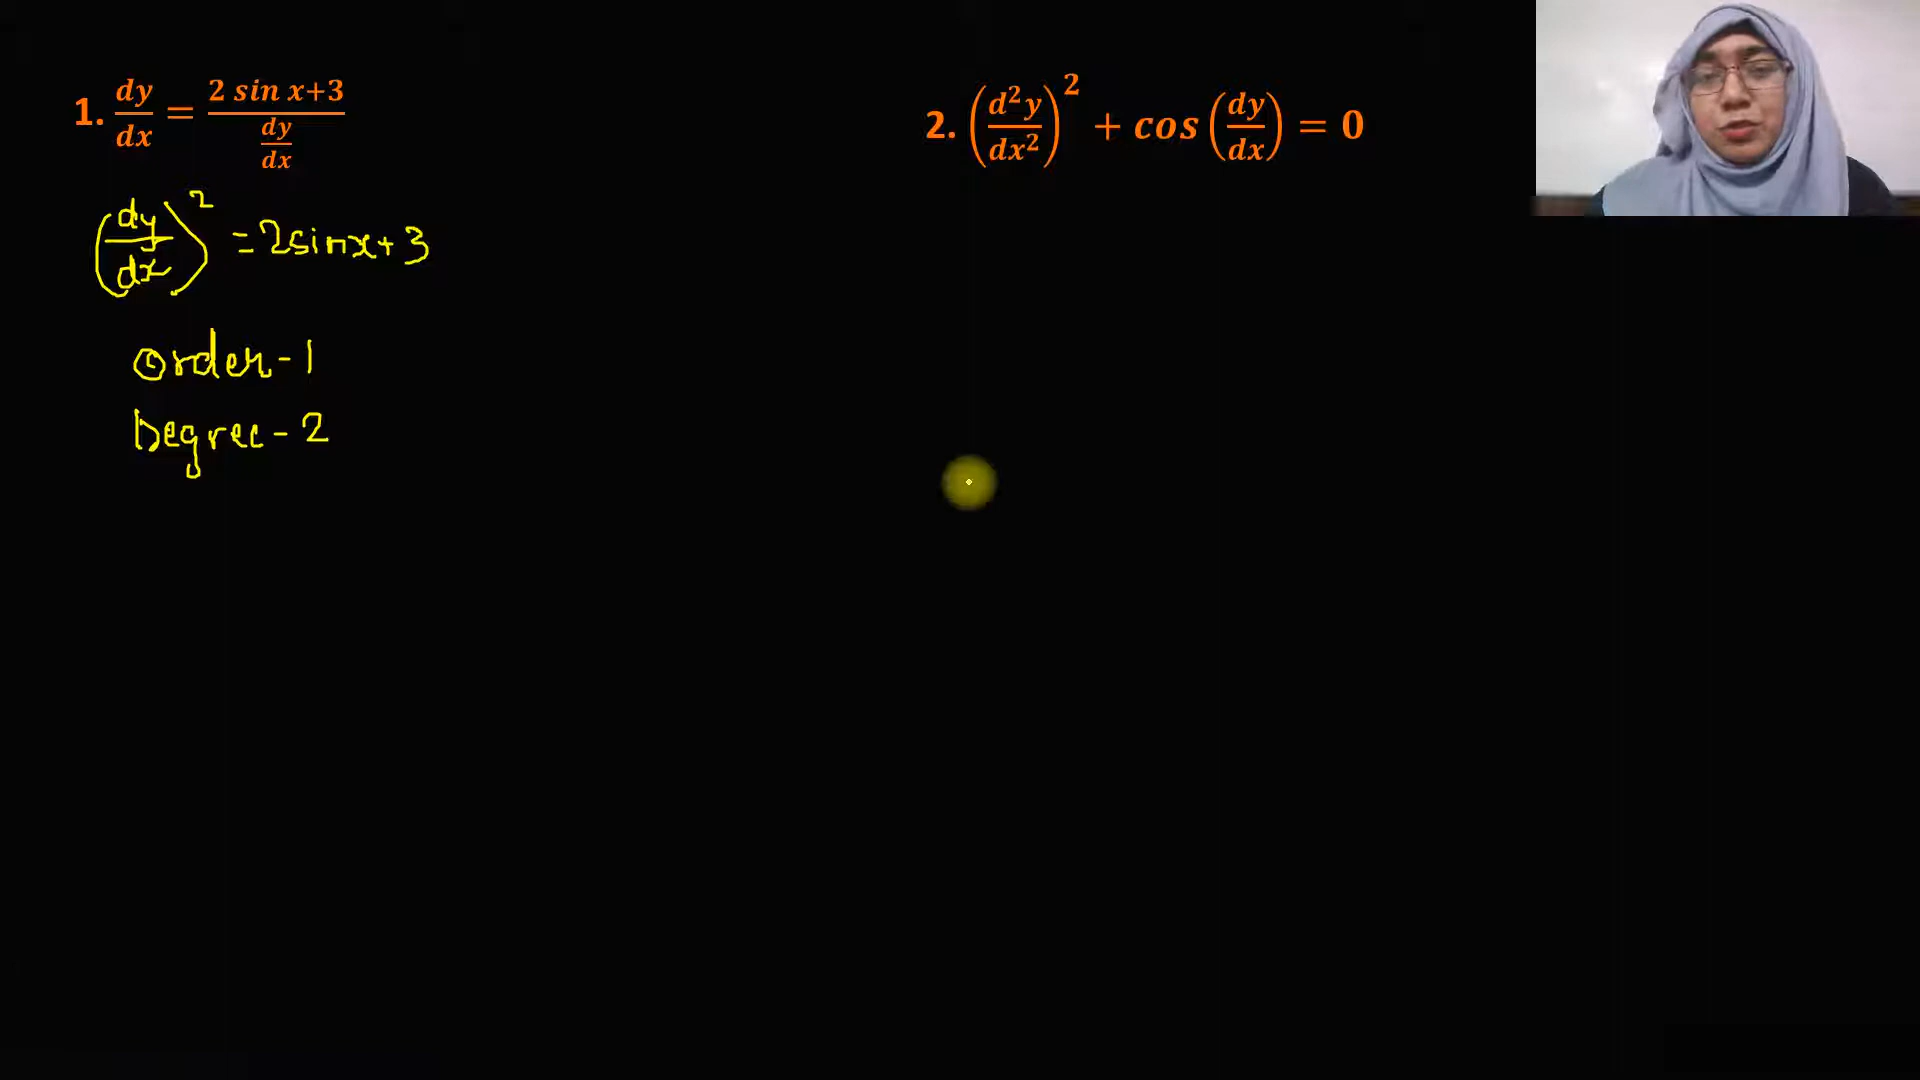 1. dy/dx = (2 sin x+3)/(dy/dx)
(dy/dx)² = 2sinx+3
Order-1
Degree-2
2. (d²y/dx²)² + cos(dy/dx) = 0